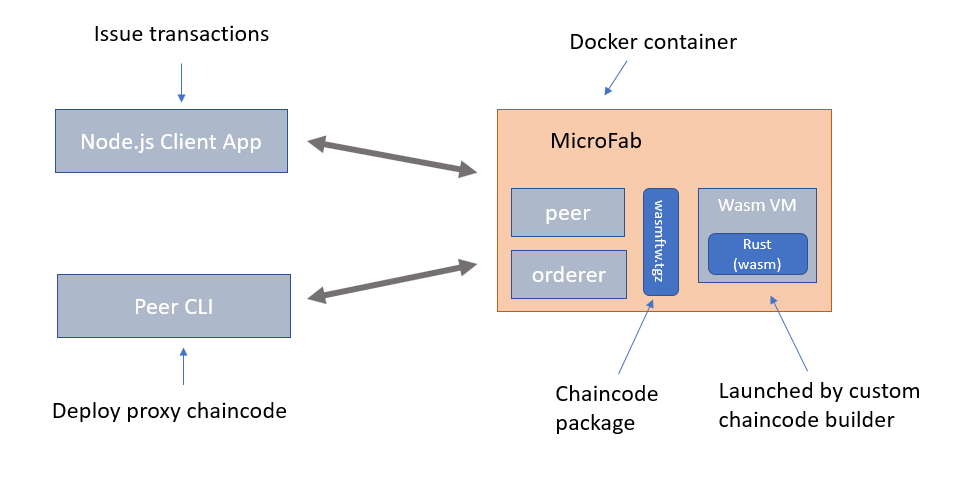 Issue transactions
Node.js Client App
Peer CLI
Deploy proxy chaincode
Docker container
MicroFab
peer
orderer
wasmftw.tgz
Wasm VM
Rust
(wasm)
Chaincode
package
Launched by custom
chaincode builder